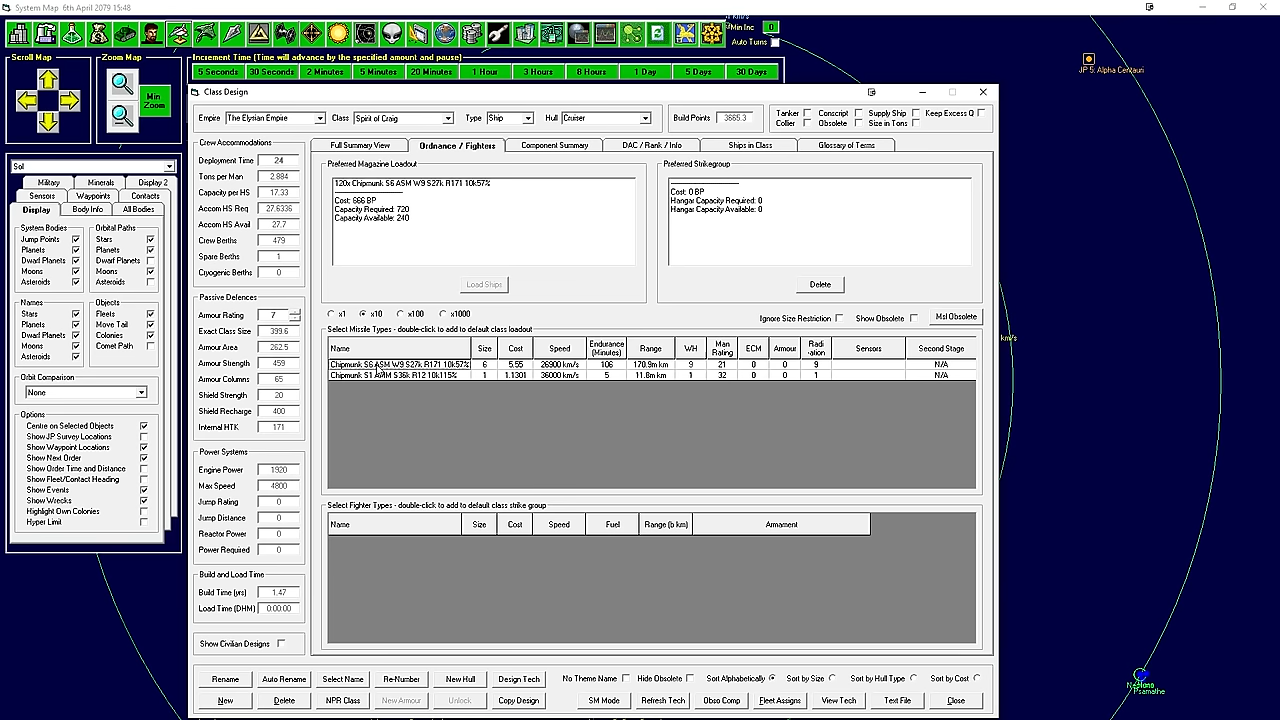 System Map 6th April 2079 15:48
km/s
Min Inc 0
Auto Turns
Scroll Map
Zoom Map
Min Zoom
Increment Time (Time will advance by the specified amount and pause)
5 Seconds 30 Seconds 2 Minutes 5 Minutes 20 Minutes 1 Hour 3 Hours 8 Hours 1 Day 5 Days 30 Days
JP 5: Alpha Centauri
Sol
Military Minerals Display 2
Sensors Waypoints Contacts
Display Body Info All Bodies
System Bodies
Jump Points
Planets
Dwarf Planets
Moons
Asteroids
Orbital Paths
Stars
Planets
Dwarf Planets
Moons
Asteroids
Names
Stars
Planets
Dwarf Planets
Moons
Asteroids
Objects
Fleets
Move Tail
Colonies
Comet Path
Orbit Comparison
None
Options
Centre on Selected Objects
Show JP Survey Locations
Show Waypoint Locations
Show Next Order
Show Order Time and Distance
Show Fleet/Contact Heading
Show Events
Show Wrecks
Highlight Own Colonies
Hyper Limit
Class Design
Empire The Elysian Empire Class Spirit of Craig Type Ship Hull Cruiser
Build Points 3665.3
Tanker Conscript Supply Ship Keep Excess Q
Collier Obsolete Size in Tons
Crew Accommodations
Deployment Time 24
Tons per Man 2.884
Capacity per HS 17.33
Accom HS Req 27.6336
Accom HS Avail 27.7
Crew Berths 479
Spare Berths 1
Cryogenic Berths 0
Passive Defences
Armour Rating 7
Exact Class Size 399.6
Armour Area 262.5
Armour Strength 459
Armour Columns 65
Shield Strength 20
Shield Recharge 400
Internal HTK 171
Power Systems
Engine Power 1920
Max Speed 4800
Jump Rating 0
Jump Distance 0
Reactor Power 0
Power Required 0
Build and Load Time
Build Time (yrs) 1.47
Load Time (DHM) 0:00:00
Show Civilian Designs
Full Summary View Ordnance / Fighters Component Summary DAC / Rank / Info Ships in Class Glossary of Terms
Preferred Magazine Loadout
120x Chipmunk S6 ASM W9 S27k R171 10k57%
Cost: 666 BP
Capacity Required: 720
Capacity Available: 240
Load Ships
Preferred Strikegroup
Cost: 0 BP
Hangar Capacity Required: 0
Hangar Capacity Available: 0
Delete
x1 x10 x100 x1000
Ignore Size Restriction Show Obsolete Msl Obsolete
Select Missile Types - double-click to add to default class loadout
Name Size Cost Speed Endurance (Minutes) Range WH Man Rating ECM Armour Radi -ation Sensors Second Stage
Chipmunk S6 ASM W9 S27k R171 10k57% 6 5.55 26900 km/s 106 170.9m km 9 21 0 0 9 N/A
Chipmunk S1 AMM S36k R12 10k115% 1 1.1301 36000 km/s 5 11.8m km 1 32 0 0 1 N/A
Select Fighter Types - double-click to add to default class strike group
Name Size Cost Speed Fuel Range (b km) Armament
Rename Auto Rename Select Name Re-Number New Hull Design Tech
No Theme Name Hide Obsolete Sort Alphabetically Sort by Size Sort by Hull Type Sort by Cost
New Delete NPR Class New Armour Unlock Copy Design SM Mode Refresh Tech Obso Comp Fleet Assigns View Tech Text File Close
km/s
Psamathe